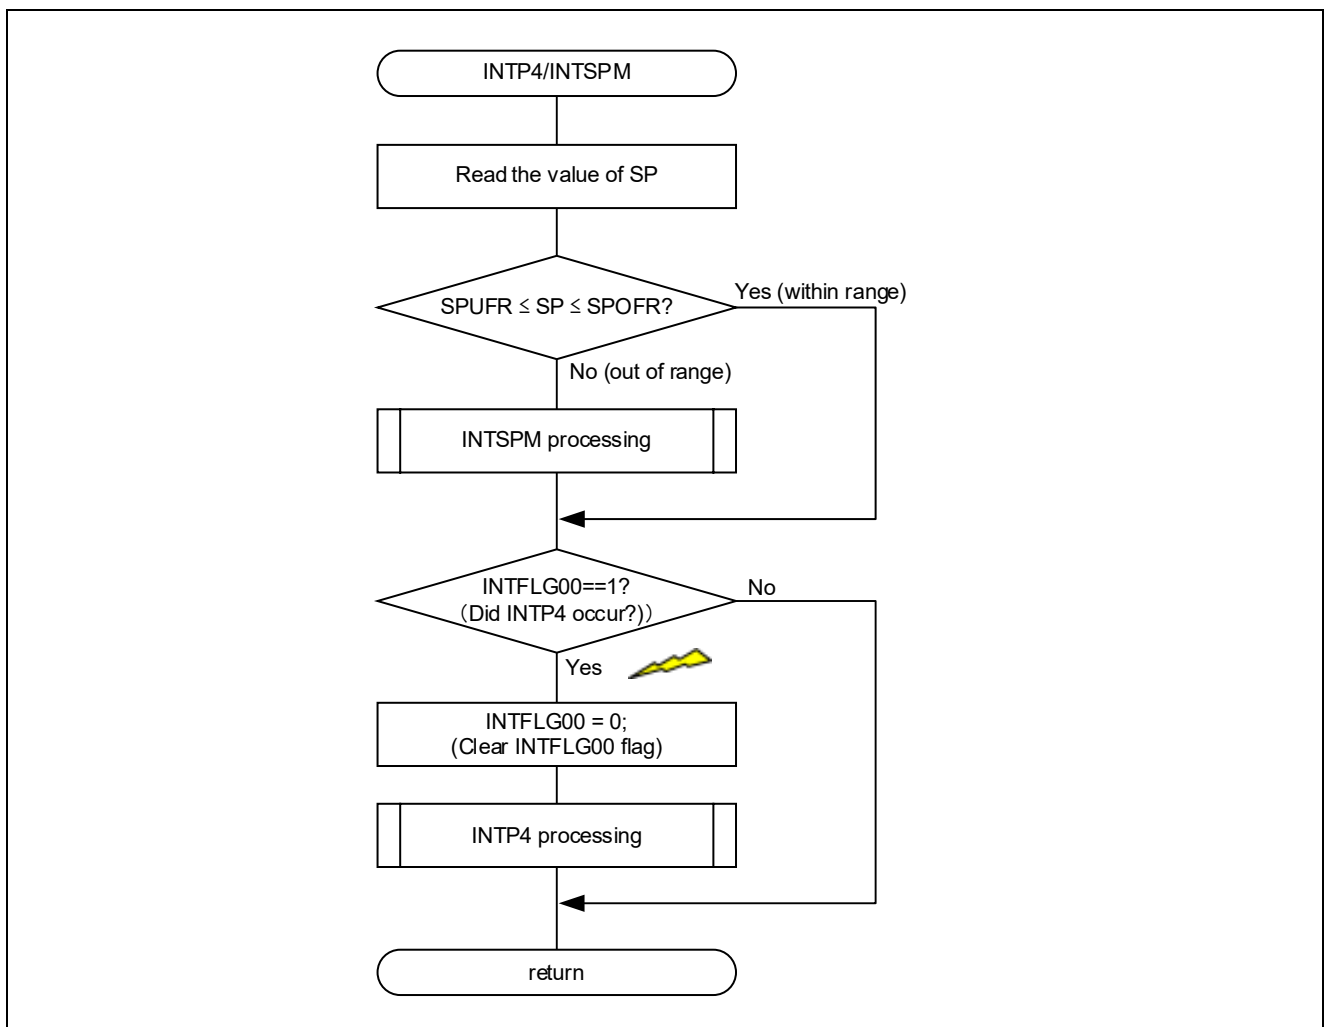 INTP4/INTSPM
Read the value of SP
SPUFR ≤ SP ≤ SPOFR?
Yes (within range)
No (out of range)
INTSPM processing
INTFLG00==1?
（Did INTP4 occur?)）
No
Yes
INTFLG00 = 0;
(Clear INTFLG00 flag)
INTP4 processing
return